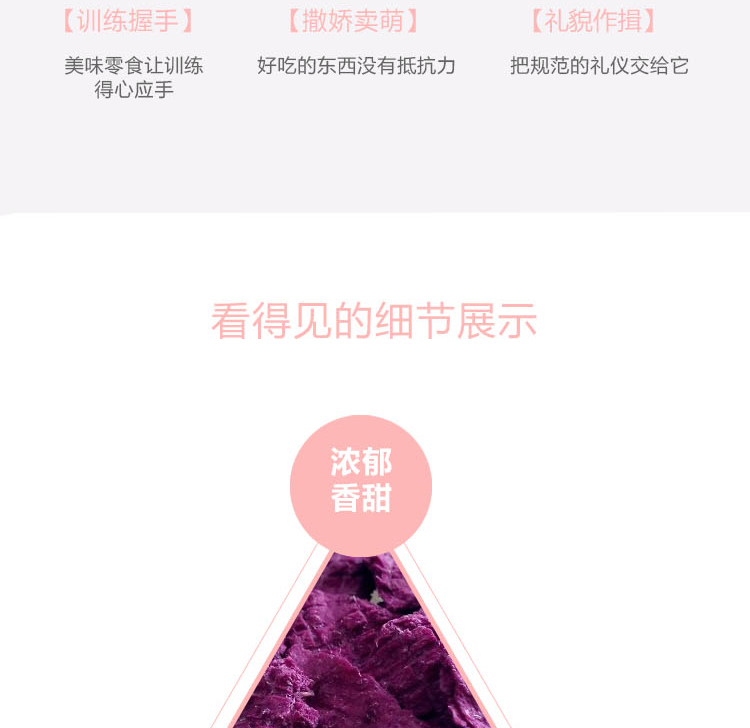 【训练握手】
【撒娇卖萌】
【礼貌作揖】
美味零食让训练
得心应手
好吃的东西没有抵抗力
把规范的礼仪交给它
看得见的细节展示
浓郁
香甜